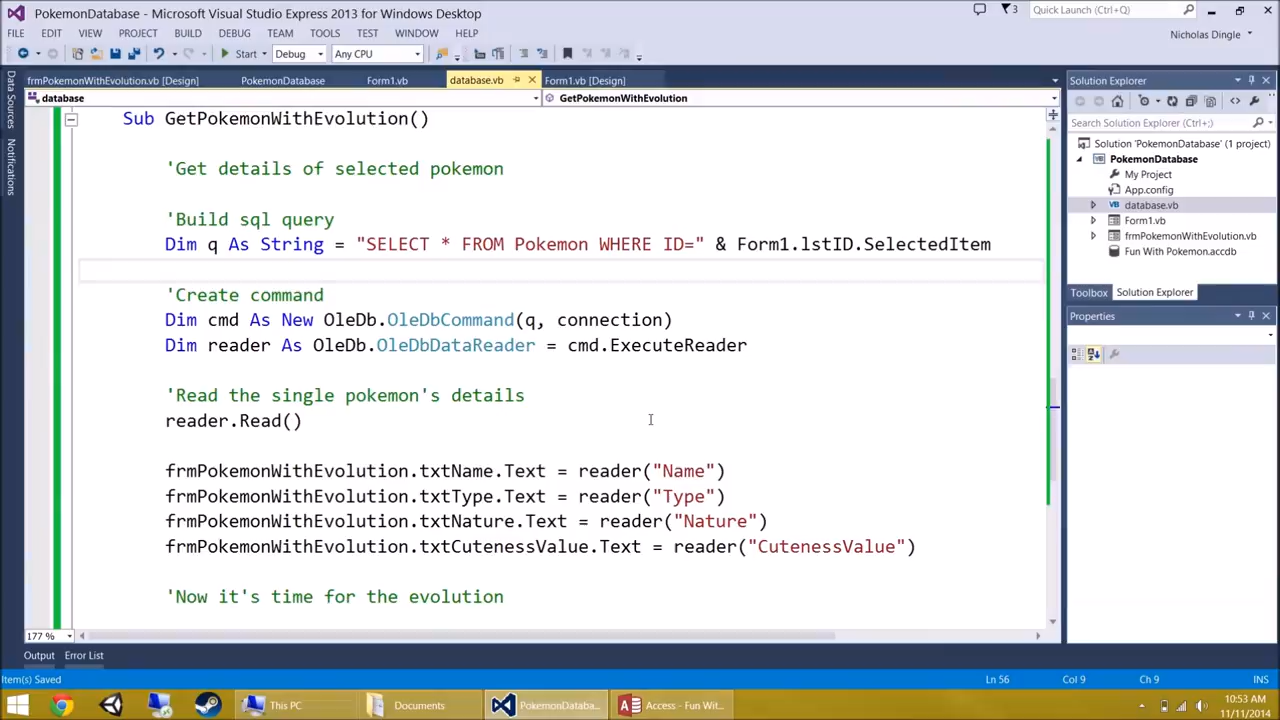 PokemonDatabase - Microsoft Visual Studio Express 2013 for Windows Desktop
3
Quick Launch (Ctrl+Q)
FILE EDIT VIEW PROJECT BUILD DEBUG TEAM TOOLS TEST WINDOW HELP
Nicholas Dingle
Start Debug Any CPU
Data Sources
Notifications
frmPokemonWithEvolution.vb [Design] PokemonDatabase Form1.vb database.vb Form1.vb [Design]
database GetPokemonWithEvolution
Sub GetPokemonWithEvolution()
'Get details of selected pokemon
'Build sql query
Dim q As String = "SELECT * FROM Pokemon WHERE ID=" & Form1.lstID.SelectedItem
'Create command
Dim cmd As New OleDb.OleDbCommand(q, connection)
Dim reader As OleDb.OleDbDataReader = cmd.ExecuteReader
'Read the single pokemon's details
reader.Read()
frmPokemonWithEvolution.txtName.Text = reader("Name")
frmPokemonWithEvolution.txtType.Text = reader("Type")
frmPokemonWithEvolution.txtNature.Text = reader("Nature")
frmPokemonWithEvolution.txtCutenessValue.Text = reader("CutenessValue")
'Now it's time for the evolution
177 %
Solution Explorer
Search Solution Explorer (Ctrl+;)
Solution 'PokemonDatabase' (1 project)
PokemonDatabase
My Project
App.config
database.vb
Form1.vb
frmPokemonWithEvolution.vb
Fun With Pokemon.accdb
Toolbox Solution Explorer
Properties
Output Error List
Item(s) Saved Ln 56 Col 9 Ch 9 INS
This PC Documents PokemonDataba... Access - Fun Wit...
10:53 AM
11/11/2014